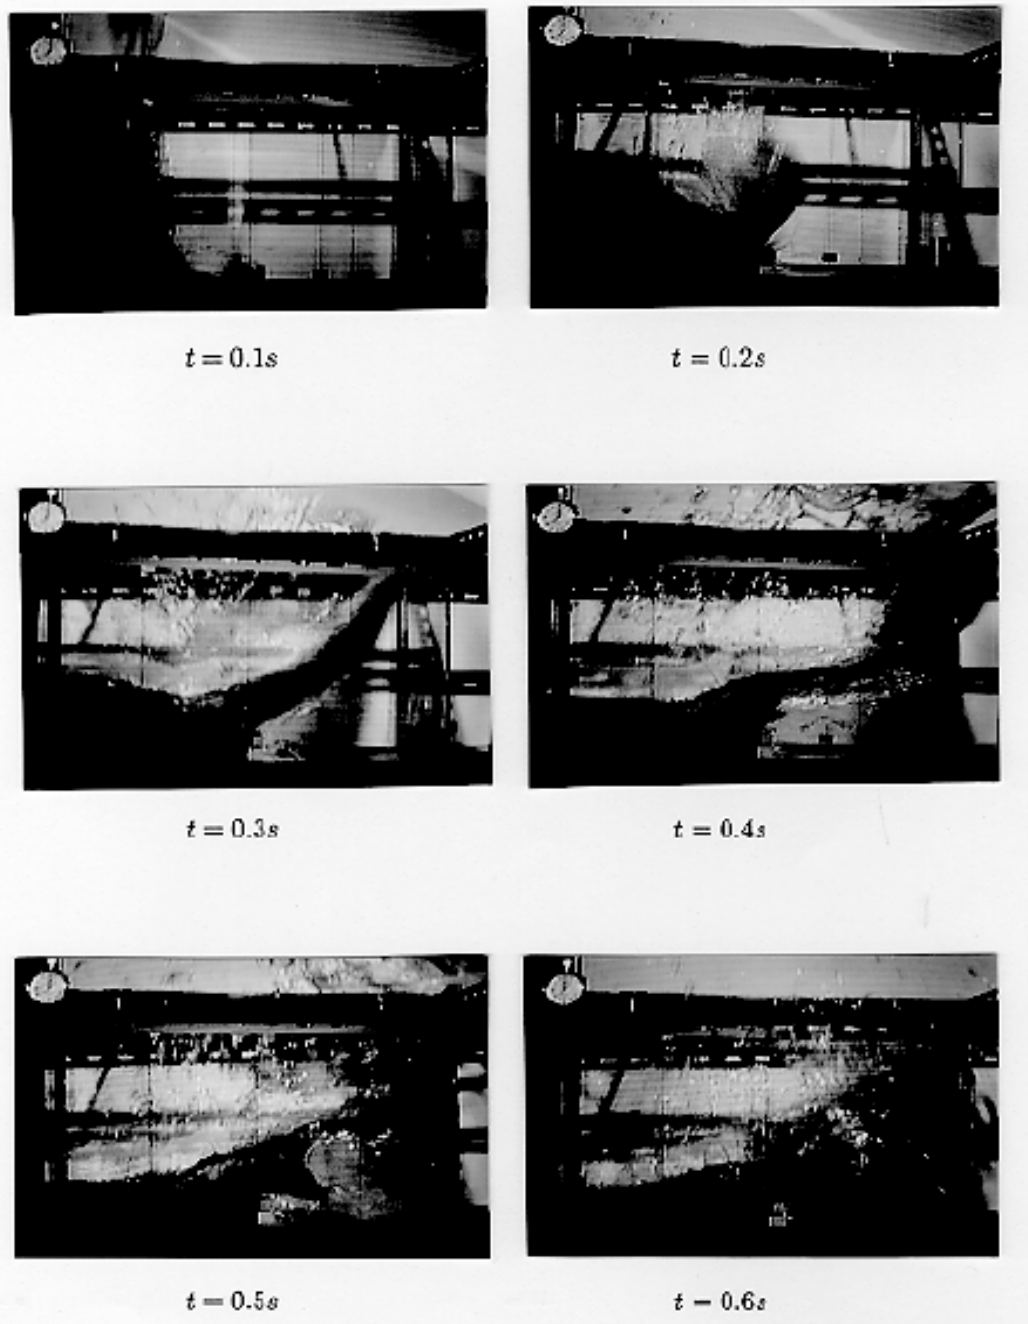 t = 0.1s
t = 0.2s
t = 0.3s
t = 0.4s
t = 0.5s
t = 0.6s